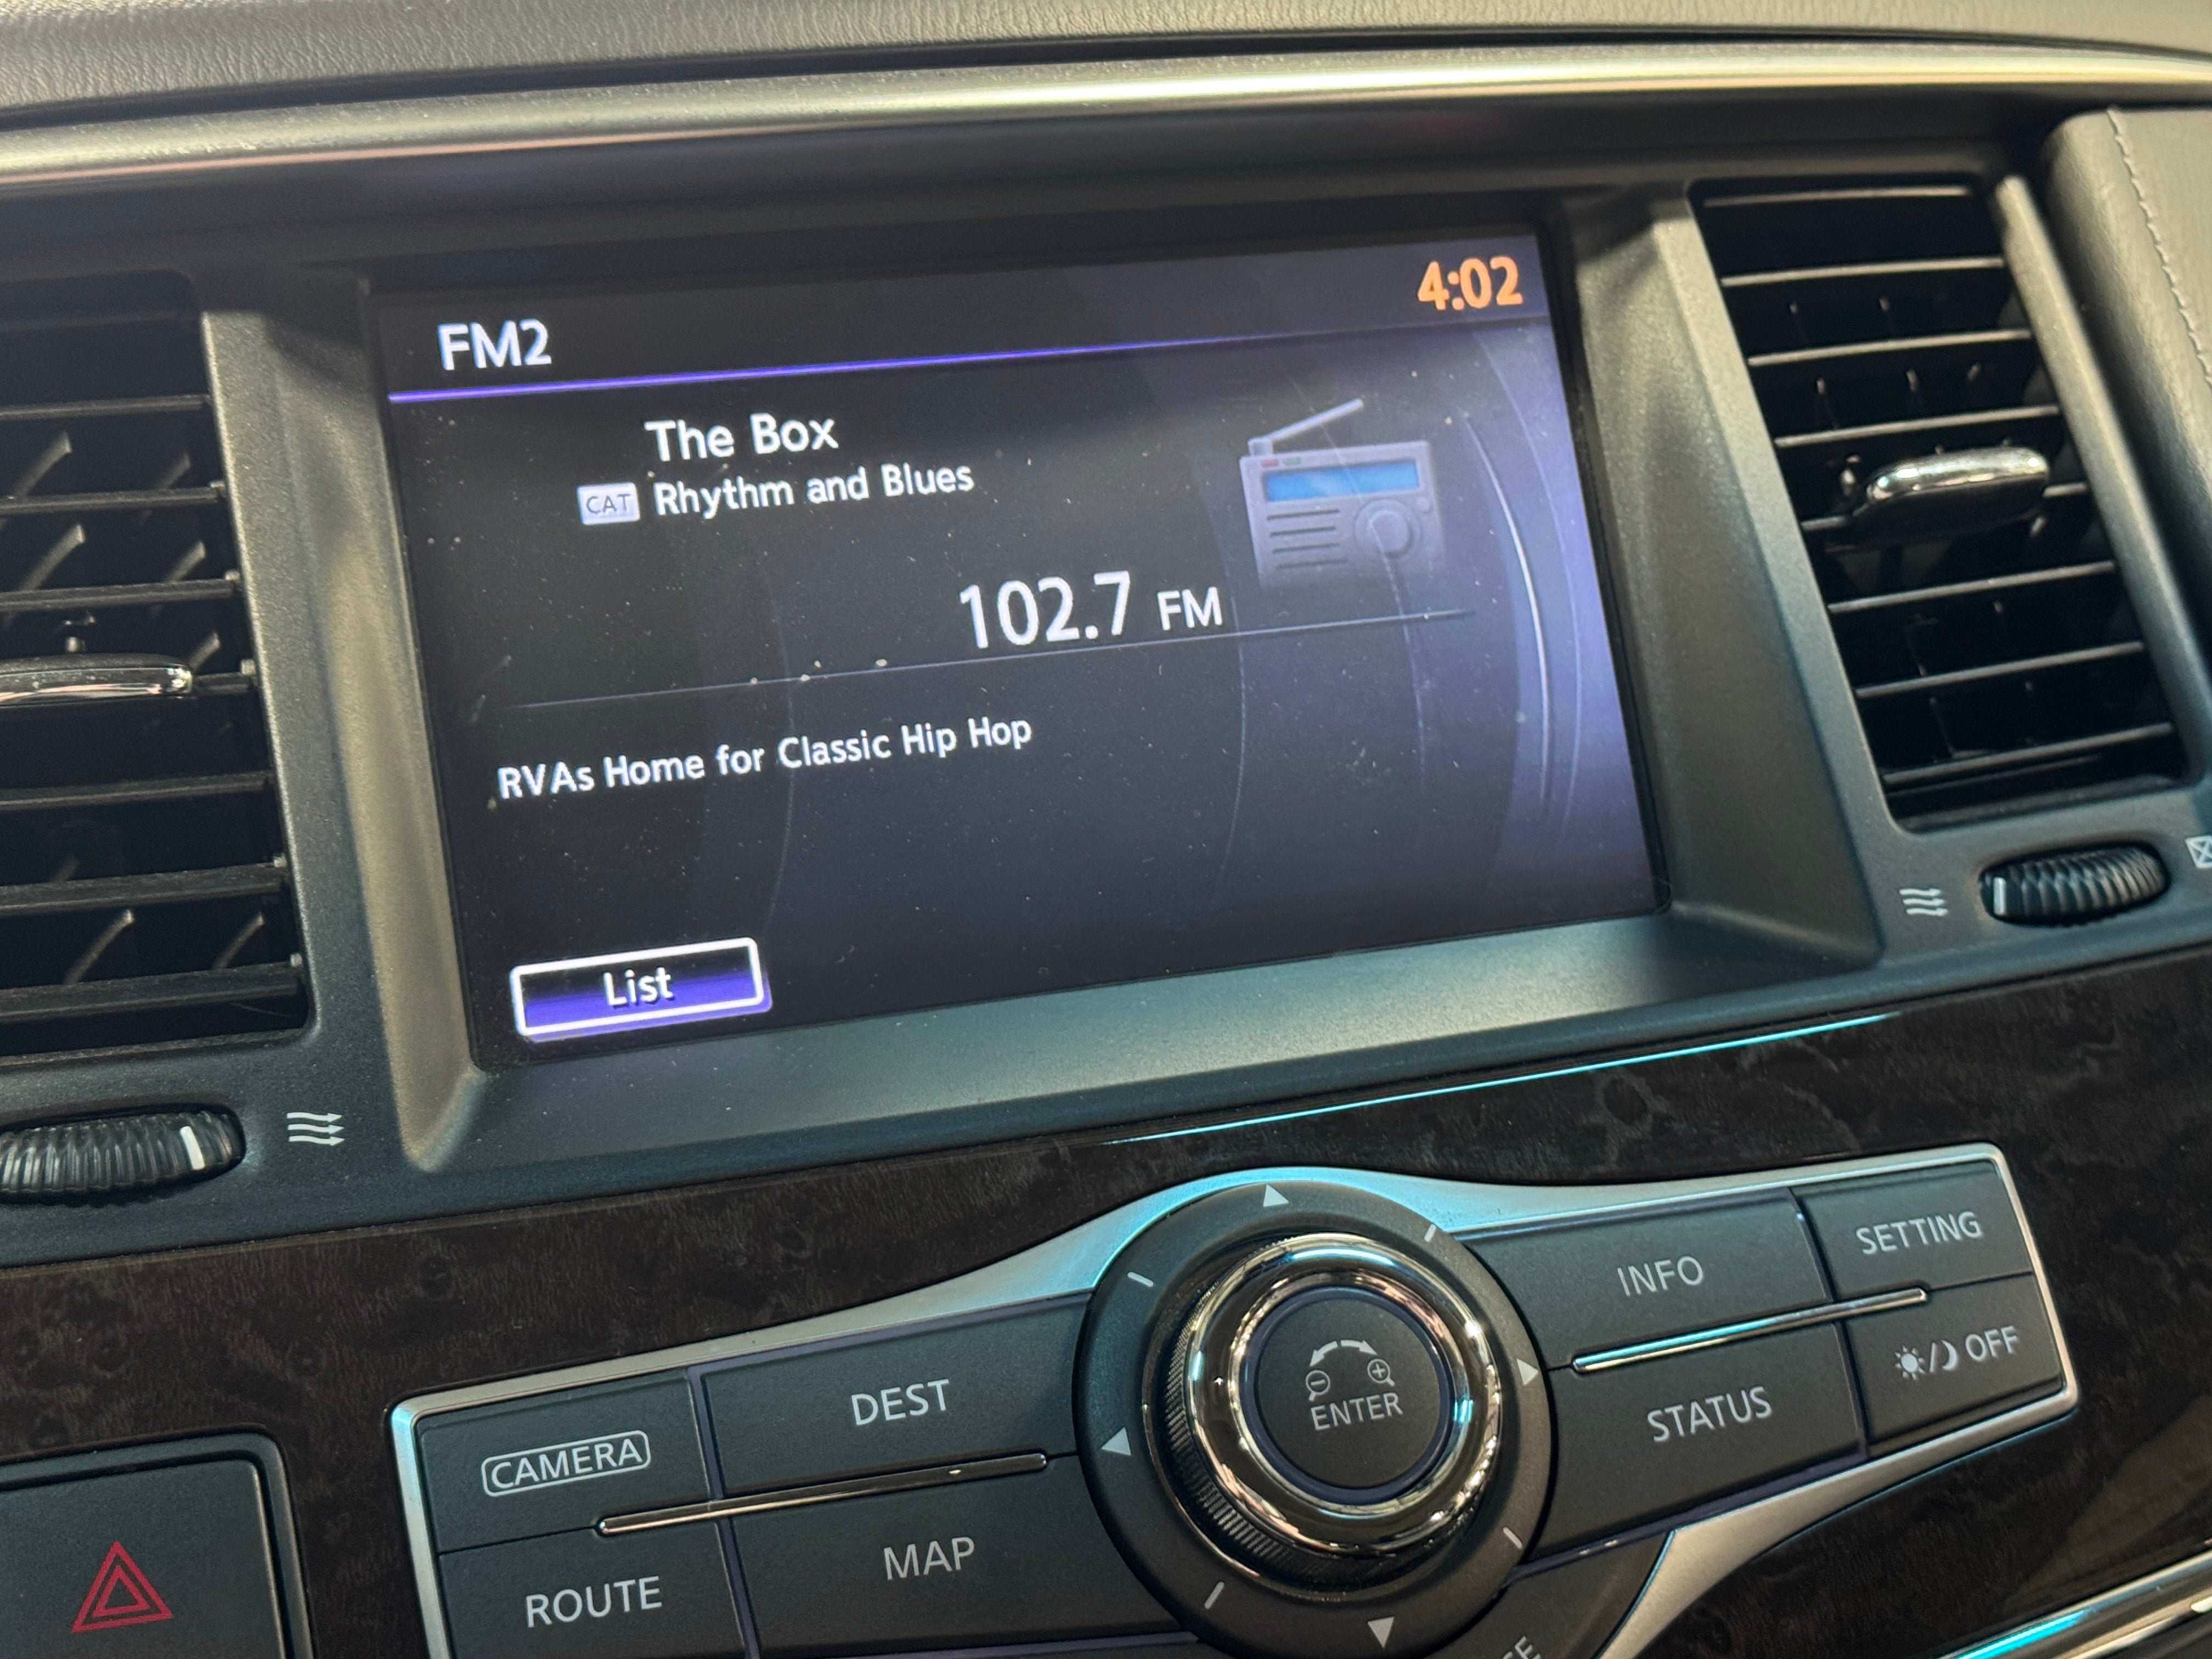 FM2
4:02
The Box
CAT Rhythm and Blues
102.7 FM
RVAs Home for Classic Hip Hop
List
INFO
SETTING
OFF
STATUS
ENTER
DEST
CAMERA
MAP
ROUTE